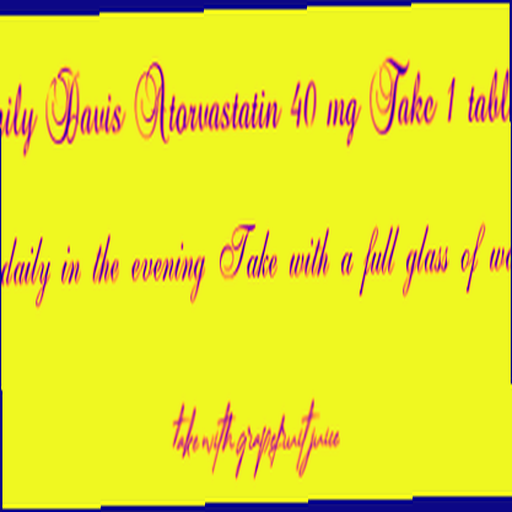 ily Davis Atorvastatin 40 mg Take 1 tabl
daily in the evening Take with a full glass of wa
take with grapefruit juice